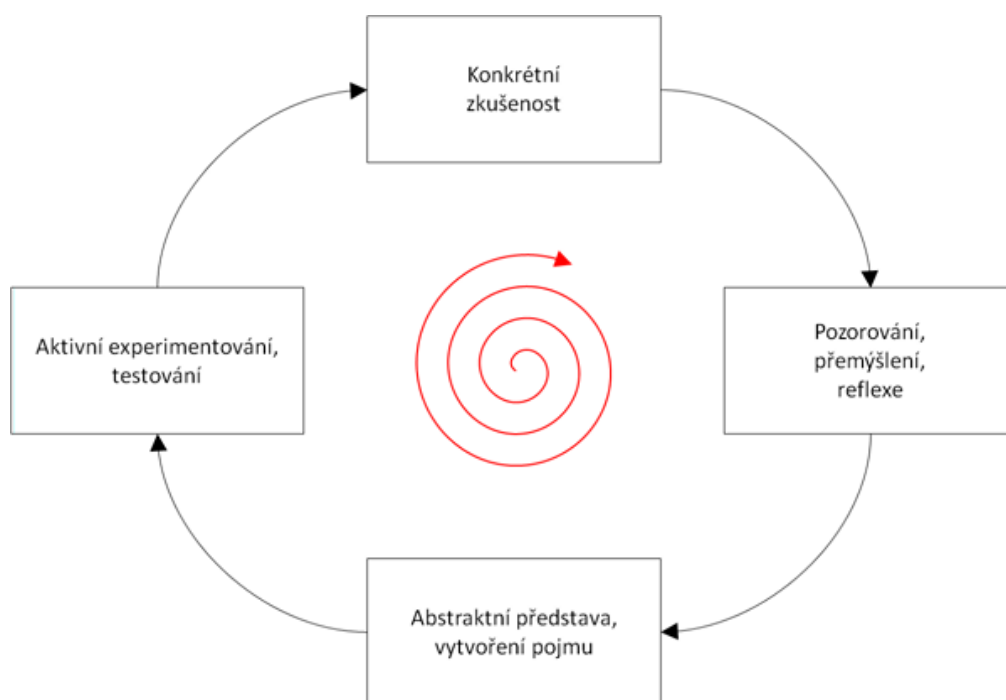 Konkrétní
zkušenost
Pozorování,
přemýšlení,
reflexe
Abstraktní představa,
vytvoření pojmu
Aktivní experimentování,
testování